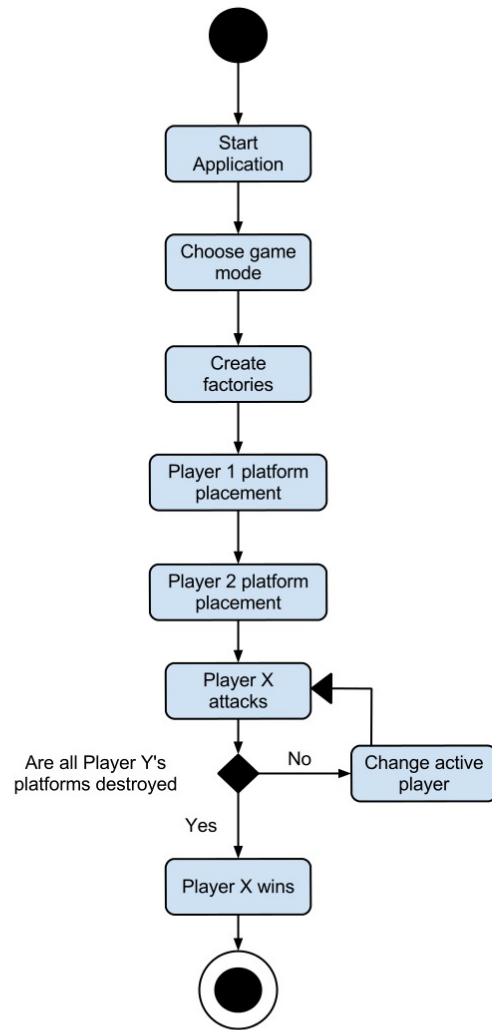 Start
Application
Choose game
mode
Create
factories
Player 1 platform
placement
Player 2 platform
placement
Player X
attacks
Are all Player Y's
platforms destroyed
No
Change active
player
Yes
Player X wins